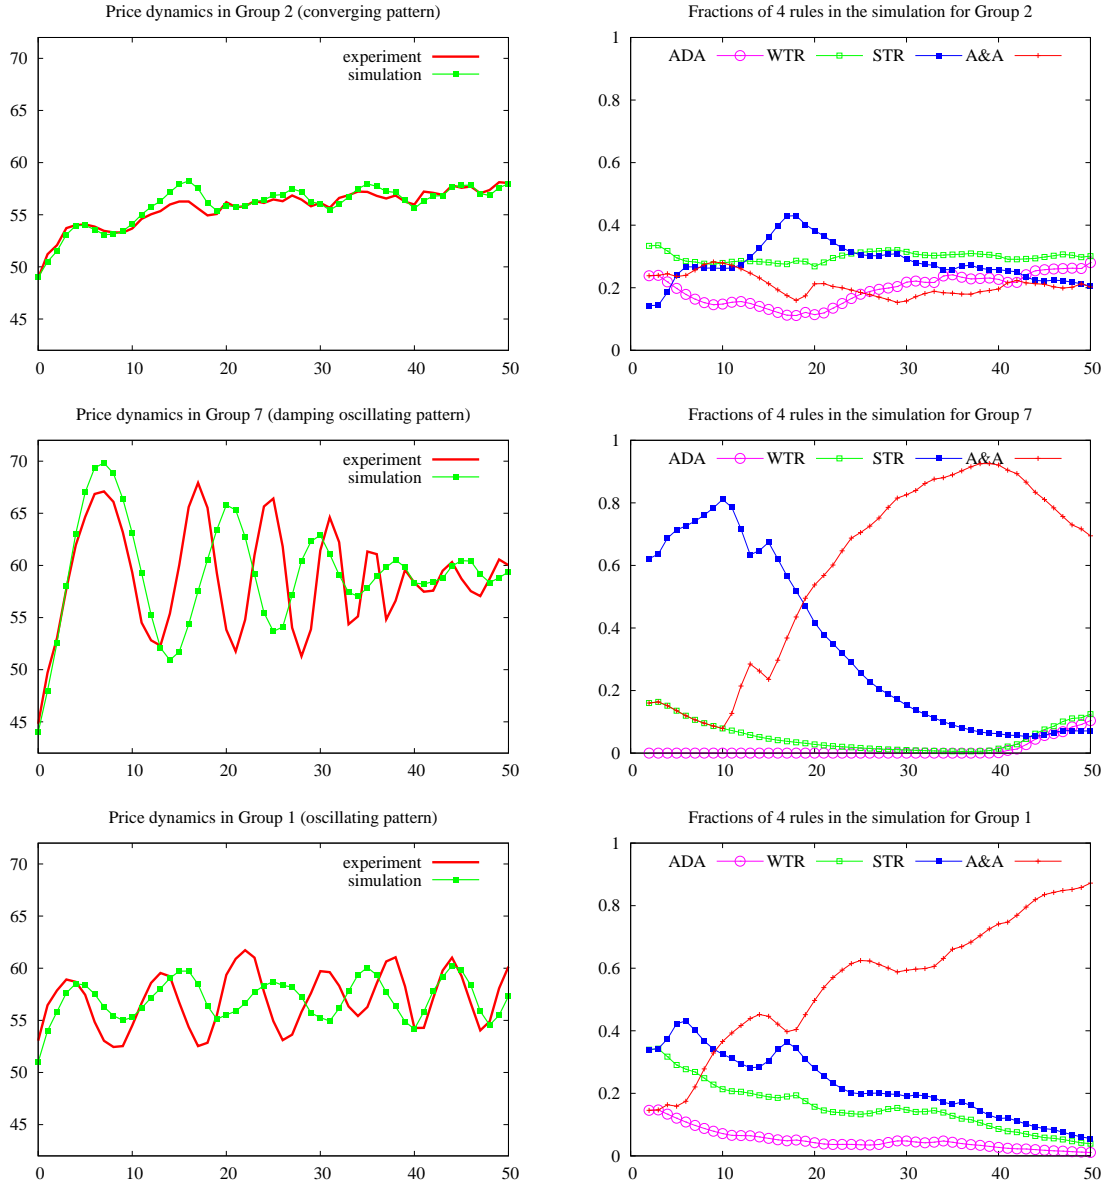 Price dynamics in Group 2 (converging pattern)
experiment
simulation
70
65
60
55
50
45
0 10 20 30 40 50
Fractions of 4 rules in the simulation for Group 2
ADA WTR STR A&A
1
0.8
0.6
0.4
0.2
0
0 10 20 30 40 50
Price dynamics in Group 7 (damping oscillating pattern)
experiment
simulation
70
65
60
55
50
45
0 10 20 30 40 50
Fractions of 4 rules in the simulation for Group 7
ADA WTR STR A&A
1
0.8
0.6
0.4
0.2
0
0 10 20 30 40 50
Price dynamics in Group 1 (oscillating pattern)
experiment
simulation
70
65
60
55
50
45
0 10 20 30 40 50
Fractions of 4 rules in the simulation for Group 1
ADA WTR STR A&A
1
0.8
0.6
0.4
0.2
0
0 10 20 30 40 50